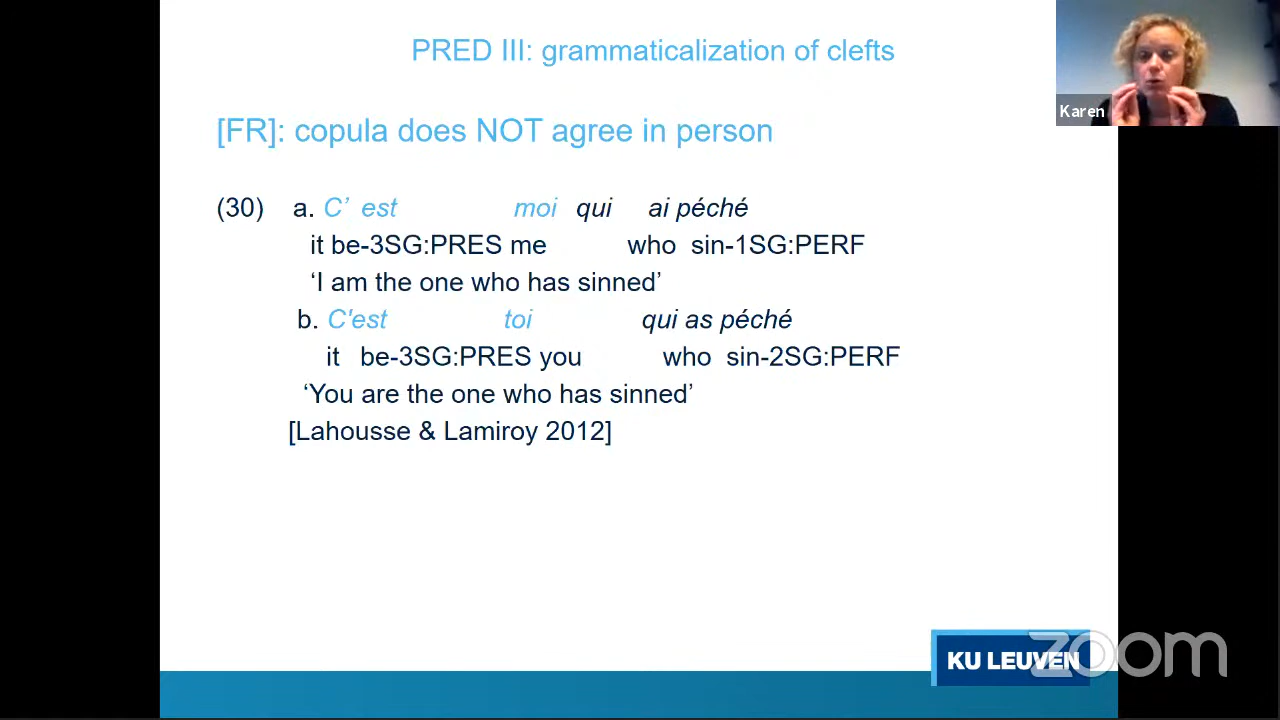 PRED III: grammaticalization of clefts
Karen
[FR]: copula does NOT agree in person
(30) a. C’ est moi qui ai péché
it be-3SG:PRES me who sin-1SG:PERF
‘I am the one who has sinned’
b. C'est toi qui as péché
it be-3SG:PRES you who sin-2SG:PERF
‘You are the one who has sinned’
[Lahousse & Lamiroy 2012]
KU LEUVEN
zoom